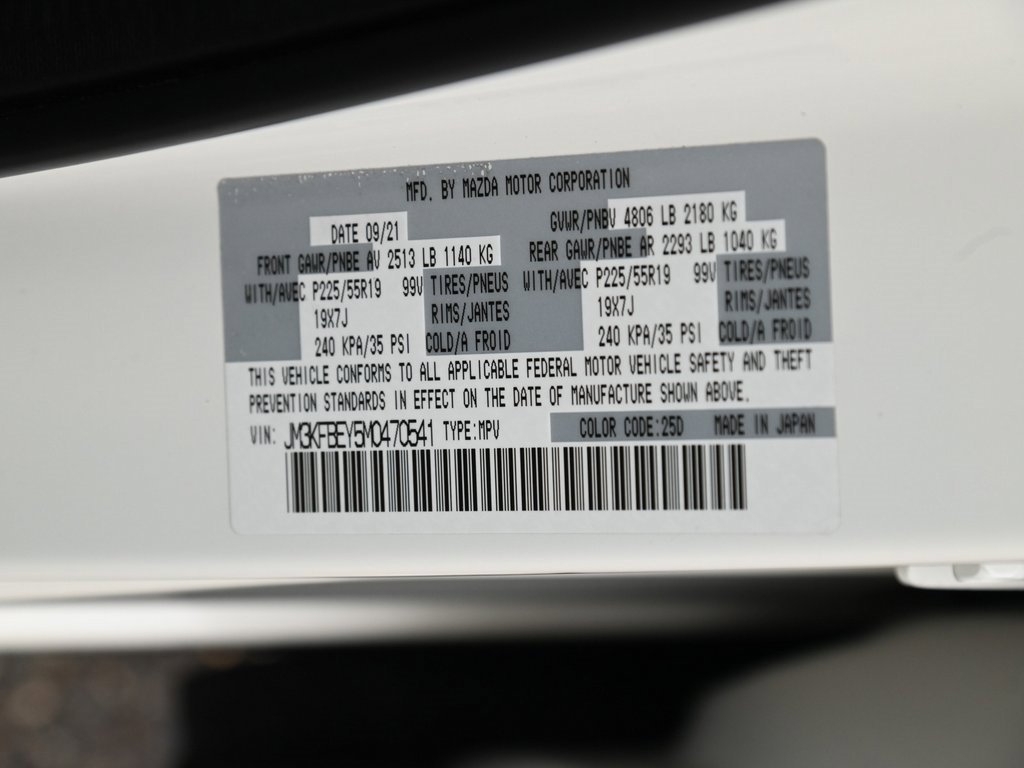 MFD. BY MAZDA MOTOR CORPORATION
DATE 09/21 GVWR/PNBV 4806 LB 2180 KG
FRONT GAWR/PNBE AV 2513 LB 1140 KG REAR GAWR/PNBE AR 2293 LB 1040 KG
WITH/AVEC P225/55R19 99V TIRES/PNEUS WITH/AVEC P225/55R19 99V TIRES/PNEUS
19X7J RIMS/JANTES 19X7J RIMS/JANTES
240 KPA/35 PSI COLD/A FROID 240 KPA/35 PSI COLD/A FROID
THIS VEHICLE CONFORMS TO ALL APPLICABLE FEDERAL MOTOR VEHICLE SAFETY AND THEFT
PREVENTION STANDARDS IN EFFECT ON THE DATE OF MANUFACTURE SHOWN ABOVE.
VIN: JM3KFBEY5M0470541 TYPE:MPV COLOR CODE:25D MADE IN JAPAN